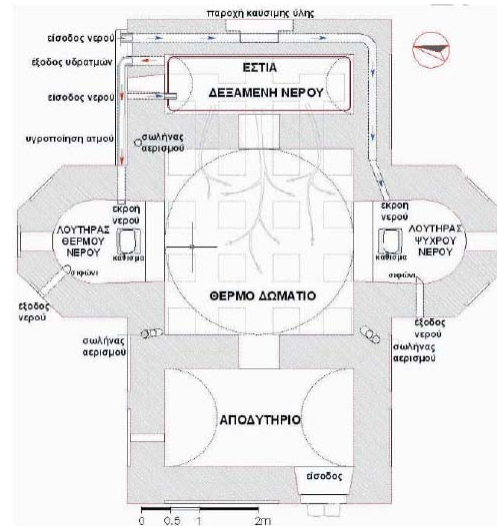 παροχή καύσιμης ύλης
είσοδος νερού
έξοδος υδρατμών
ΕΣΤΙΑ
ΔΕΞΑΜΕΝΗ ΝΕΡΟΥ
είσοδος νερού
υγροποίηση ατμού
σωλήνας
αερισμού
εκροή
νερού
ΛΟΥΤΗΡΑΣ
ΘΕΡΜΟΥ
ΝΕΡΟΥ
κάθισμα
σιφώνι
έξοδος
νερού
εκροή
νερού
ΛΟΥΤΗΡΑΣ
ΨΥΧΡΟΥ
ΝΕΡΟΥ
κάθισμα
σιφώνι
έξοδος
νερού
ΘΕΡΜΟ ΔΩΜΑΤΙΟ
σωλήνας
αερισμού
σωλήνας
αερισμού
ΑΠΟΔΥΤΗΡΙΟ
είσοδος
0 0.5 1 2m